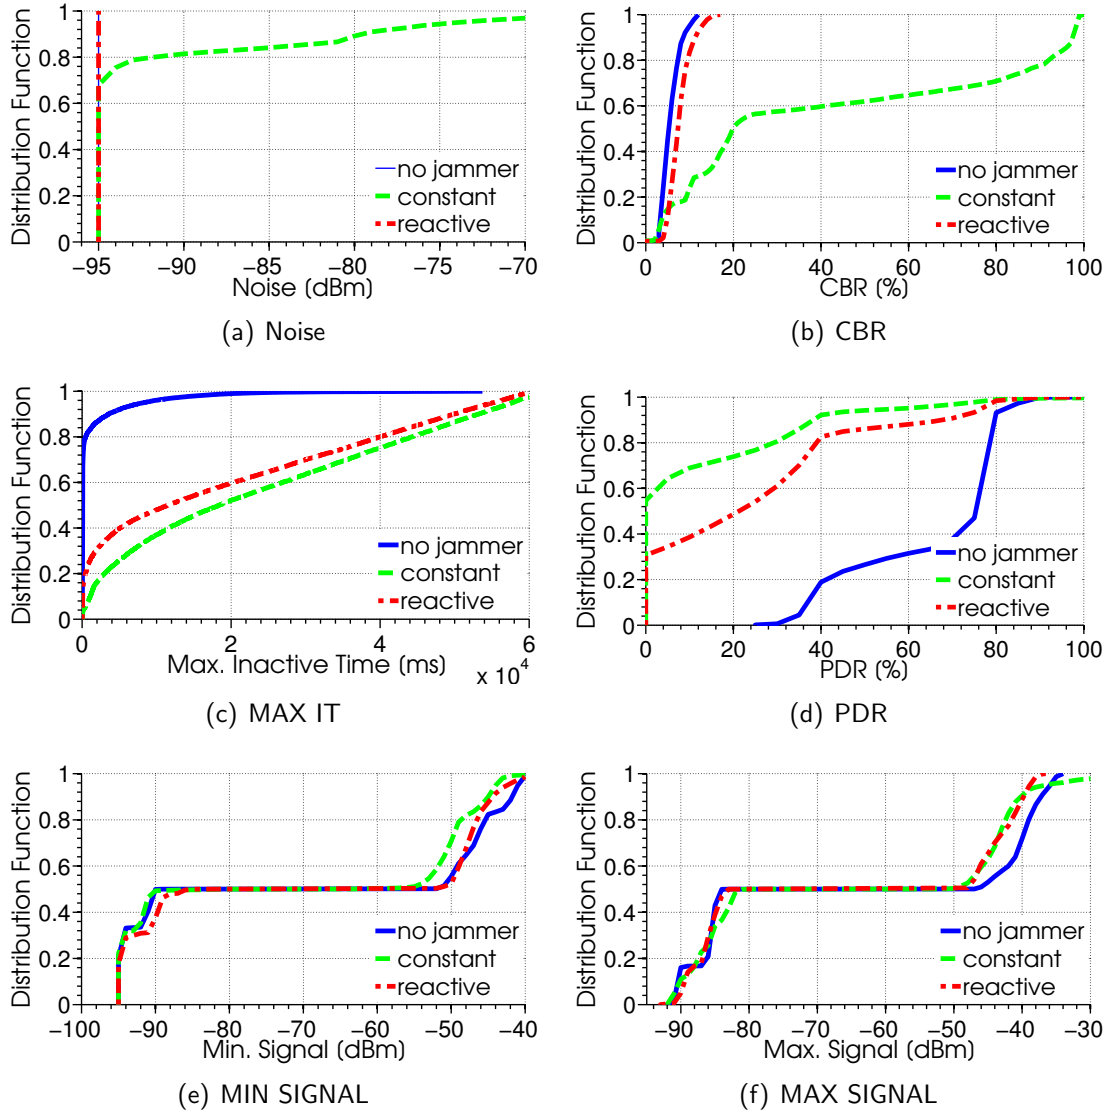 Distribution Function
1
0.8
0.6
0.4
0.2
0
−95 −90 −85 −80 −75 −70
Noise (dBm)
no jammer
constant
reactive
(a) Noise
Distribution Function
1
0.8
0.6
0.4
0.2
0
0 20 40 60 80 100
CBR (%)
no jammer
constant
reactive
(b) CBR
Distribution Function
1
0.8
0.6
0.4
0.2
0
0 2 4 60
Max. Inactive Time (ms)
x 10⁴
no jammer
constant
reactive
(c) MAX IT
Distribution Function
1
0.8
0.6
0.4
0.2
0
0 20 40 60 80 100
PDR (%)
no jammer
constant
reactive
(d) PDR
Distribution Function
1
0.8
0.6
0.4
0.2
0
−100 −90 −80 −70 −60 −50 −40
Min. Signal (dBm)
no jammer
constant
reactive
(e) MIN SIGNAL
Distribution Function
1
0.8
0.6
0.4
0.2
0
−90 −80 −70 −60 −50 −40 −30
Max. Signal (dBm)
no jammer
constant
reactive
(f) MAX SIGNAL